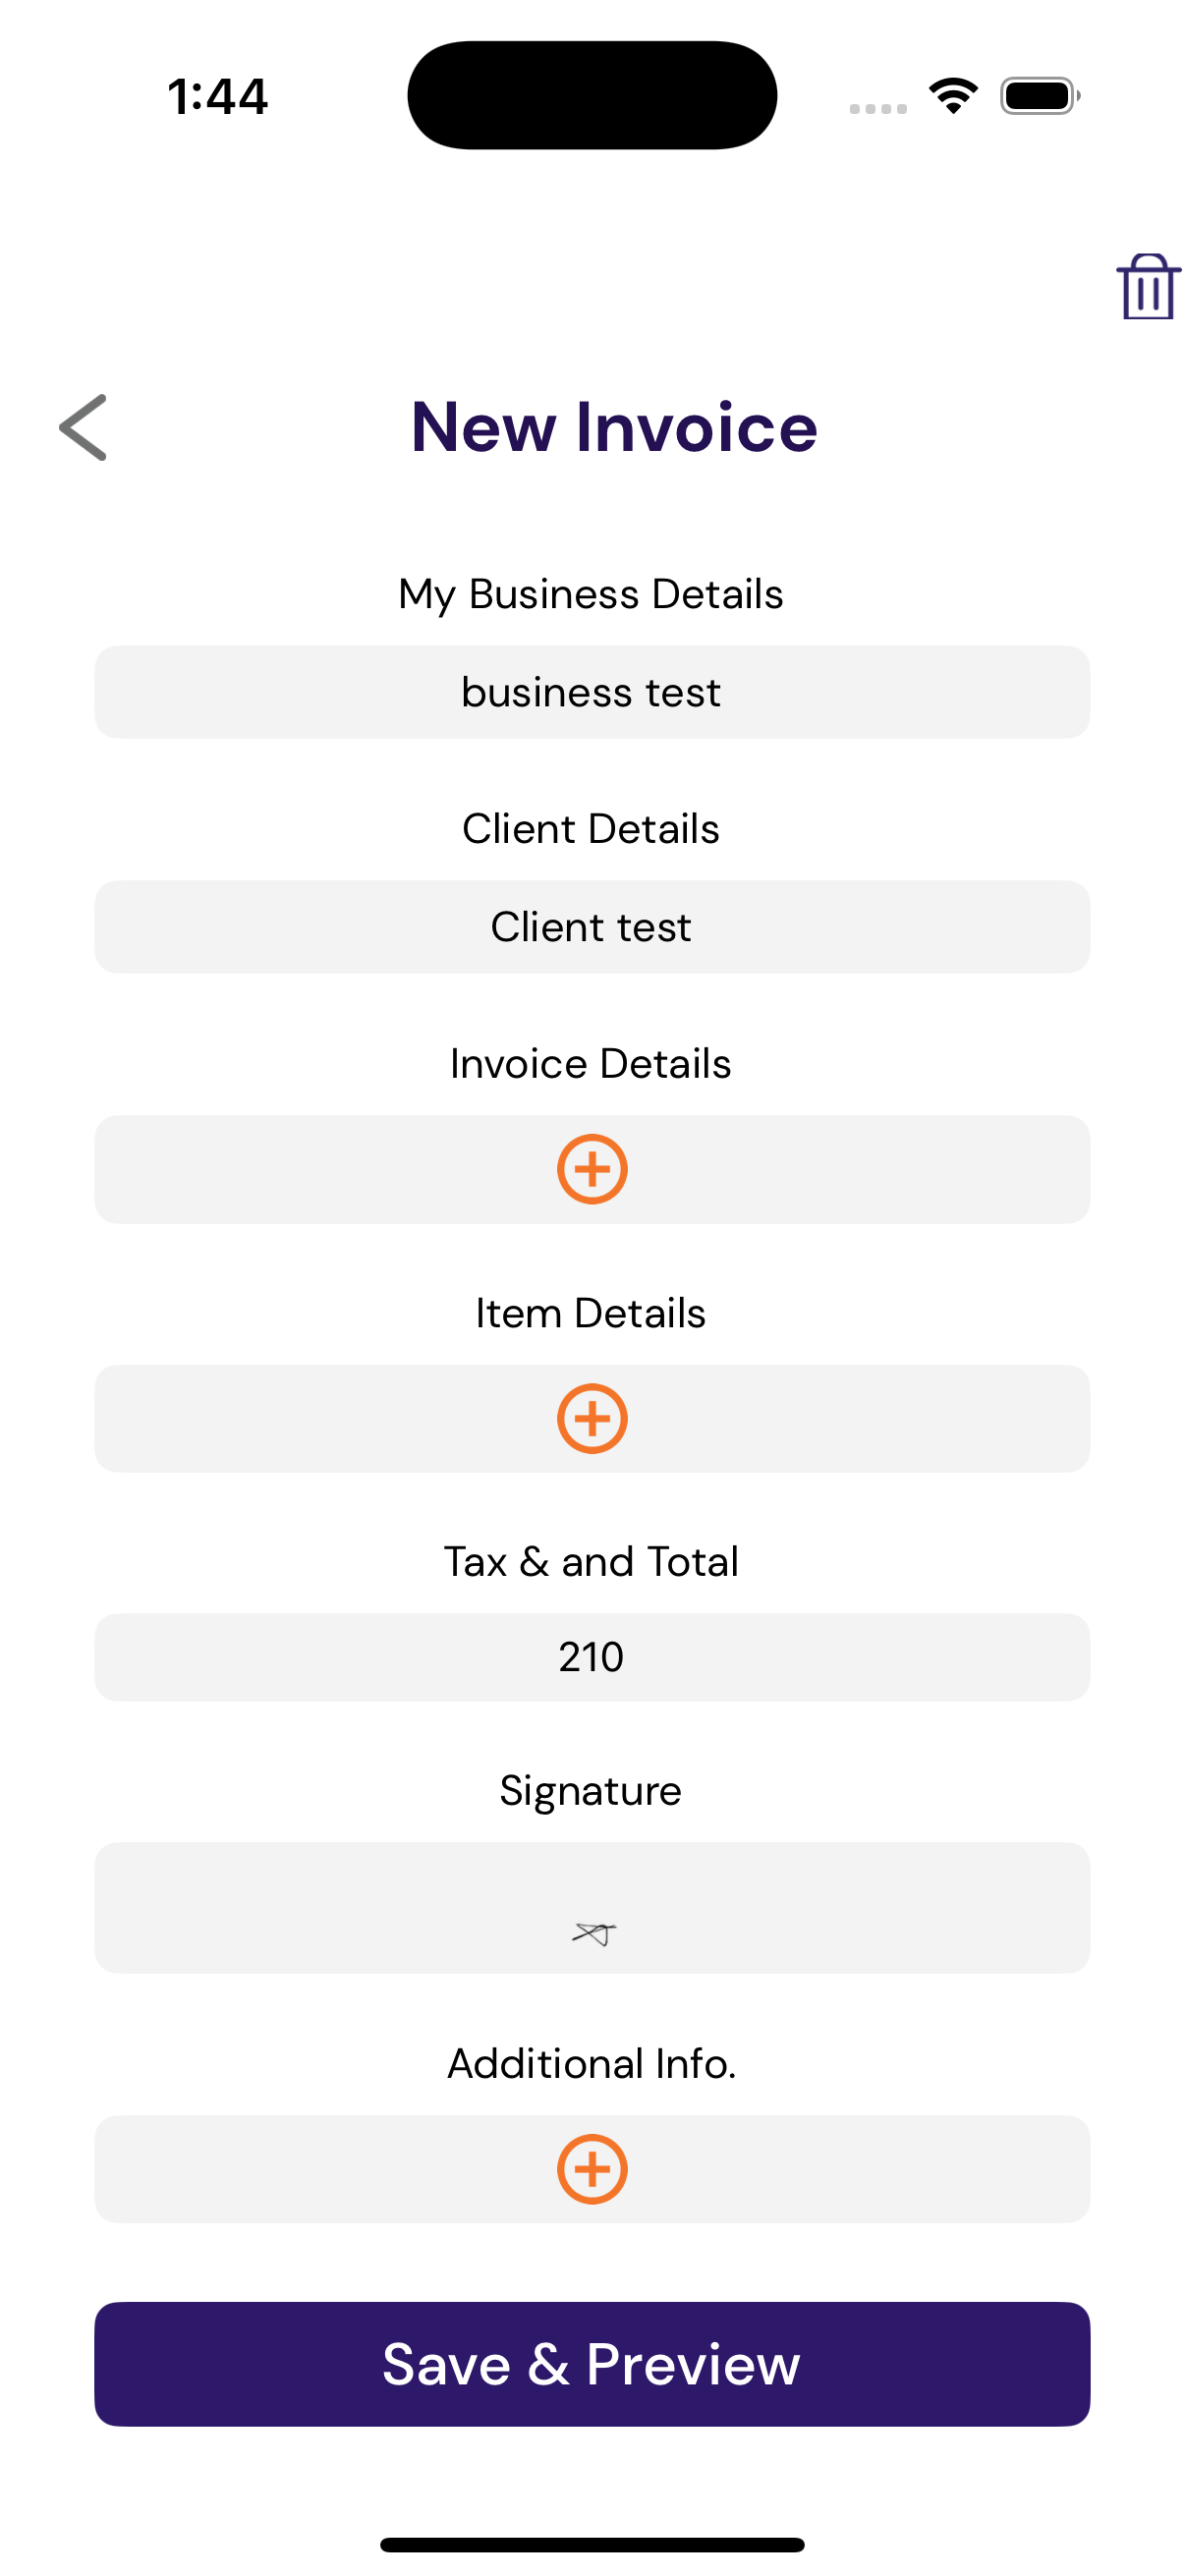 1:44
New Invoice
My Business Details
business test
Client Details
Client test
Invoice Details
Item Details
Tax & and Total
210
Signature
Additional Info.
Save & Preview